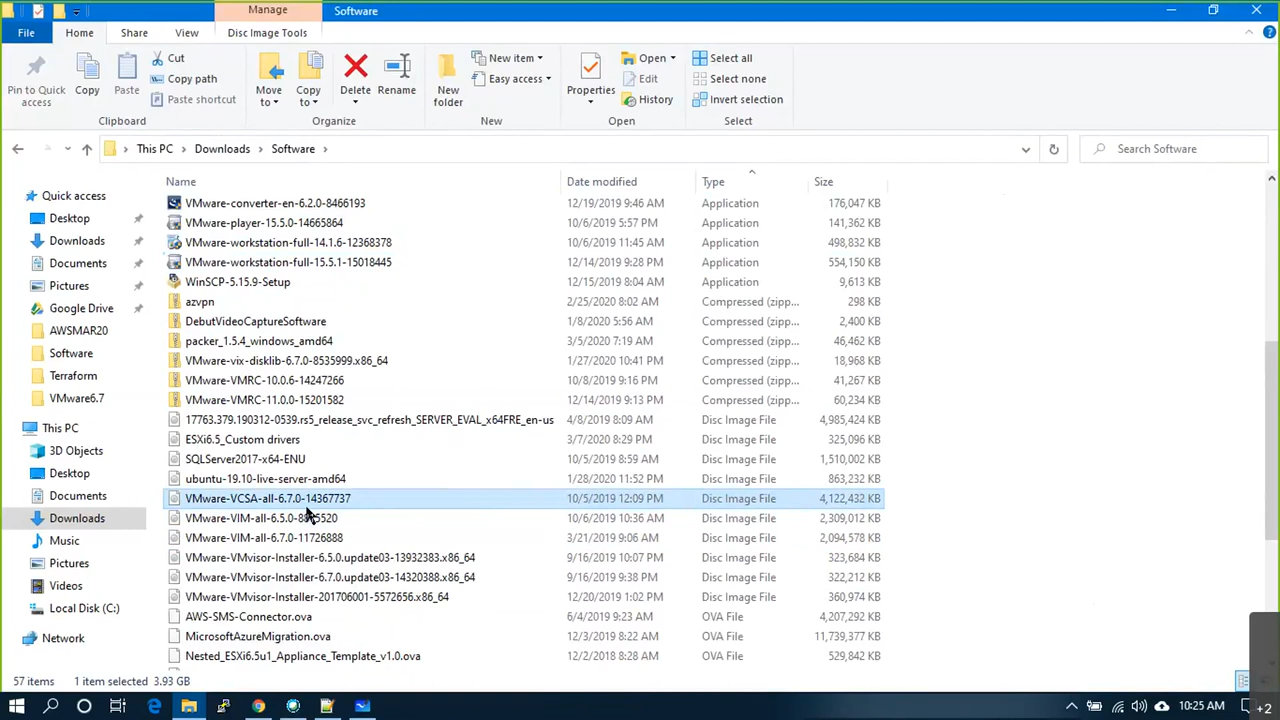 Manage Software
File Home Share View Disc Image Tools
Pin to Quick access
Copy
Paste
Cut
Copy path
Paste shortcut
Clipboard
Move to
Copy to
Delete
Rename
Organize
New folder
New item
Easy access
New
Properties
Open
Edit
History
Open
Select all
Select none
Invert selection
Select
This PC Downloads Software Search Software
Name Date modified Type Size
Quick access
Desktop
Downloads
Documents
Pictures
Google Drive
AWSMAR20
Software
Terraform
VMware6.7
This PC
3D Objects
Desktop
Documents
Downloads
Music
Pictures
Videos
Local Disk (C:)
Network
VMware-converter-en-6.2.0-8466193 12/19/2019 9:46 AM Application 176,047 KB
VMware-player-15.5.0-14665864 10/6/2019 5:57 PM Application 141,362 KB
VMware-workstation-full-14.1.6-12368378 10/6/2019 11:45 AM Application 498,832 KB
VMware-workstation-full-15.5.1-15018445 12/14/2019 9:28 PM Application 554,150 KB
WinSCP-5.15.9-Setup 12/15/2019 8:04 AM Application 9,613 KB
azvpn 2/25/2020 8:02 AM Compressed (zipp... 298 KB
DebutVideoCaptureSoftware 1/8/2020 5:56 AM Compressed (zipp... 2,400 KB
packer_1.5.4_windows_amd64 3/5/2020 7:19 AM Compressed (zipp... 46,462 KB
VMware-vix-disklib-6.7.0-8535999.x86_64 1/27/2020 10:41 PM Compressed (zipp... 18,968 KB
VMware-VMRC-10.0.6-14247266 10/8/2019 9:16 PM Compressed (zipp... 41,267 KB
VMware-VMRC-11.0.0-15201582 12/14/2019 9:13 PM Compressed (zipp... 60,234 KB
17763.379.190312-0539.rs5_release_svc_refresh_SERVER_EVAL_x64FRE_en-us 4/8/2019 8:09 AM Disc Image File 4,985,424 KB
ESXi6.5_Custom drivers 3/7/2020 8:29 PM Disc Image File 325,096 KB
SQLServer2017-x64-ENU 10/5/2019 8:59 AM Disc Image File 1,510,002 KB
ubuntu-19.10-live-server-amd64 1/28/2020 11:52 PM Disc Image File 863,232 KB
VMware-VCSA-all-6.7.0-14367737 10/5/2019 12:09 PM Disc Image File 4,122,432 KB
VMware-VIM-all-6.5.0- 5520 10/6/2019 10:36 AM Disc Image File 2,309,012 KB
VMware-VIM-all-6.7.0-11726888 3/21/2019 9:06 AM Disc Image File 2,094,578 KB
VMware-VMvisor-Installer-6.5.0.update03-13932383.x86_64 9/16/2019 10:07 PM Disc Image File 323,684 KB
VMware-VMvisor-Installer-6.7.0.update03-14320388.x86_64 9/16/2019 9:38 PM Disc Image File 322,212 KB
VMware-VMvisor-Installer-201706001-5572656.x86_64 12/20/2019 1:02 PM Disc Image File 360,974 KB
AWS-SMS-Connector.ova 6/4/2019 9:23 AM OVA File 4,207,292 KB
MicrosoftAzureMigration.ova 12/3/2019 8:22 AM OVA File 11,739,377 KB
Nested_ESXi6.5u1_Appliance_Template_v1.0.ova 12/2/2018 8:28 AM OVA File 529,842 KB
57 items 1 item selected 3.93 GB
10:25 AM +2